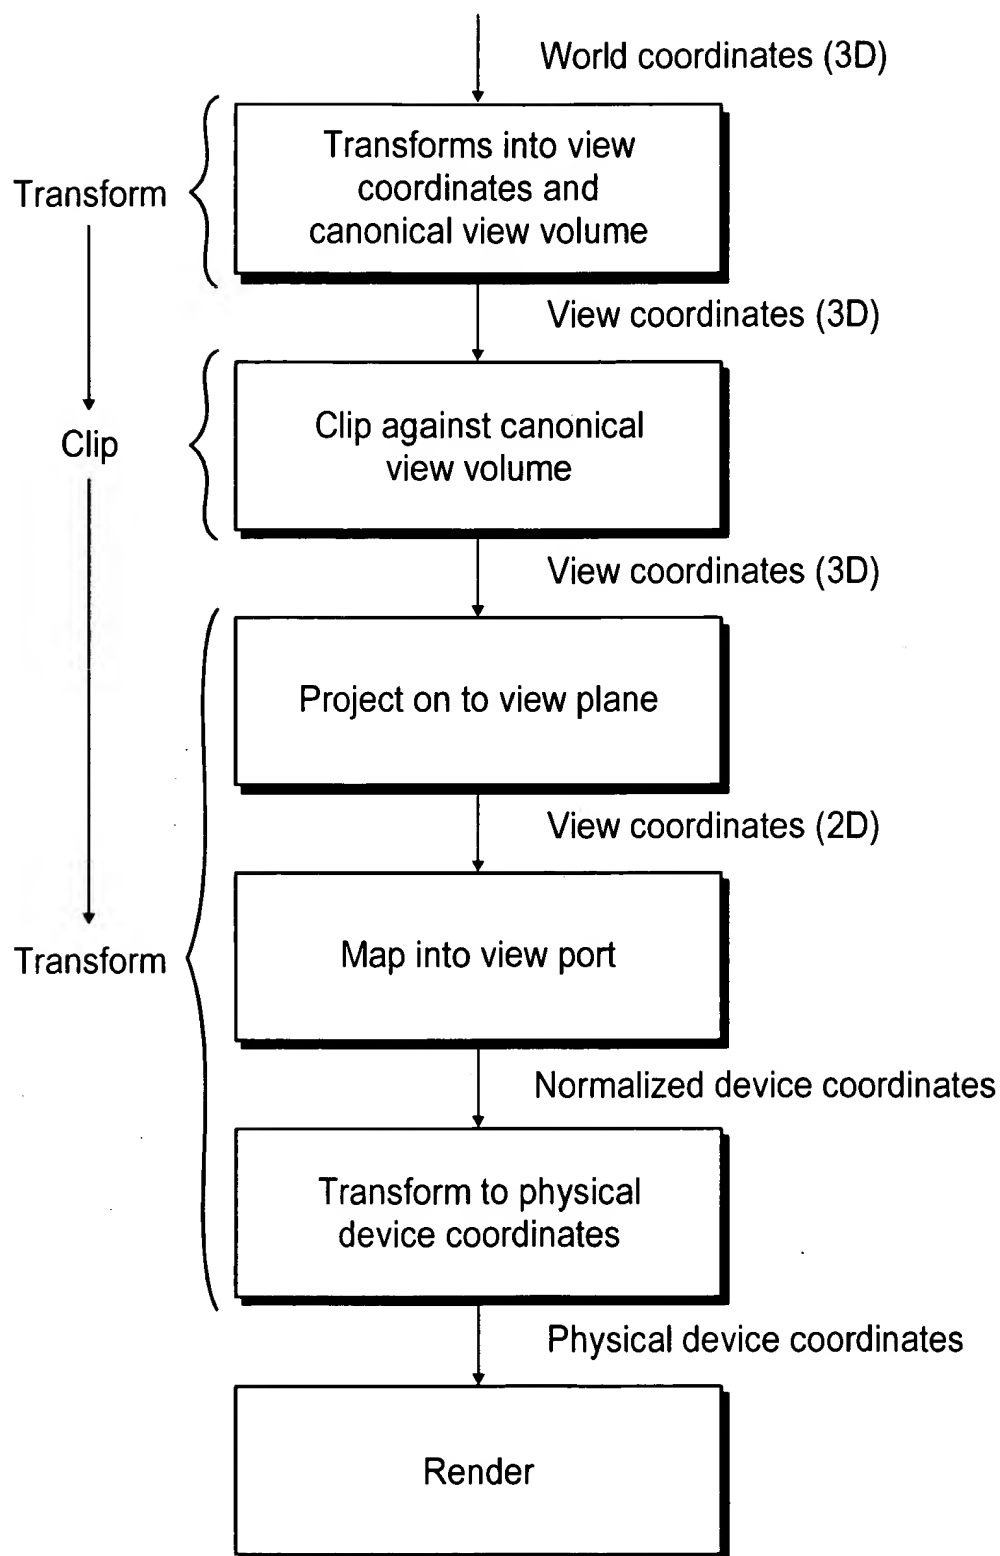 World coordinates (3D)
Transforms into view
coordinates and
canonical view volume
Transform
View coordinates (3D)
Clip against canonical
view volume
Clip
View coordinates (3D)
Project on to view plane
View coordinates (2D)
Map into view port
Transform
Normalized device coordinates
Transform to physical
device coordinates
Physical device coordinates
Render